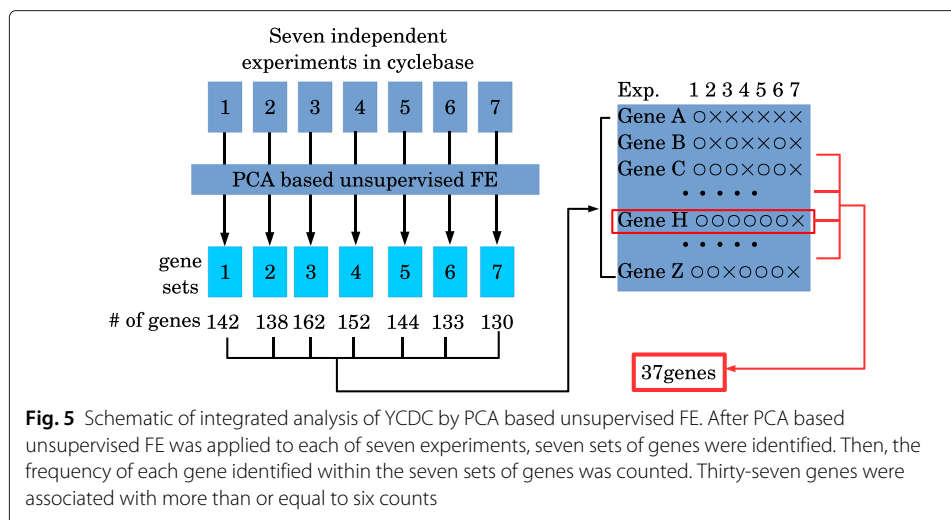 Seven independent
experiments in cyclebase
1 2 3 4 5 6 7
PCA based unsupervised FE
gene
sets
1 2 3 4 5 6 7
# of genes 142 138 162 152 144 133 130
Exp. 1 2 3 4 5 6 7
Gene A ○××××××
Gene B ○×○××○×
Gene C ○○○×○○×
• • • • •
Gene H ○○○○○○×
• • • • •
Gene Z ○○×○○○×
37genes
Fig. 5 Schematic of integrated analysis of YCDC by PCA based unsupervised FE. After PCA based
unsupervised FE was applied to each of seven experiments, seven sets of genes were identified. Then, the
frequency of each gene identified within the seven sets of genes was counted. Thirty-seven genes were
associated with more than or equal to six counts